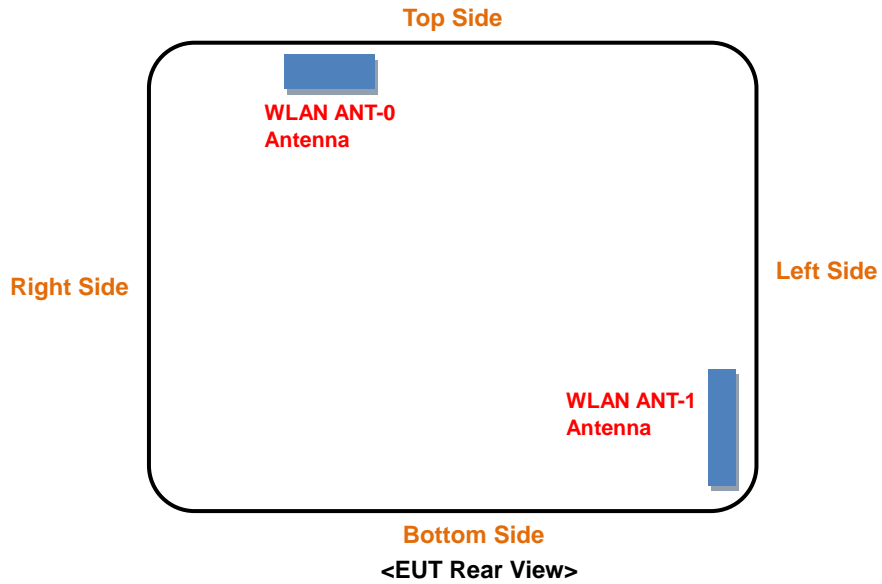 Top Side
WLAN ANT-0
Antenna
Right Side
Left Side
WLAN ANT-1
Antenna
Bottom Side
<EUT Rear View>